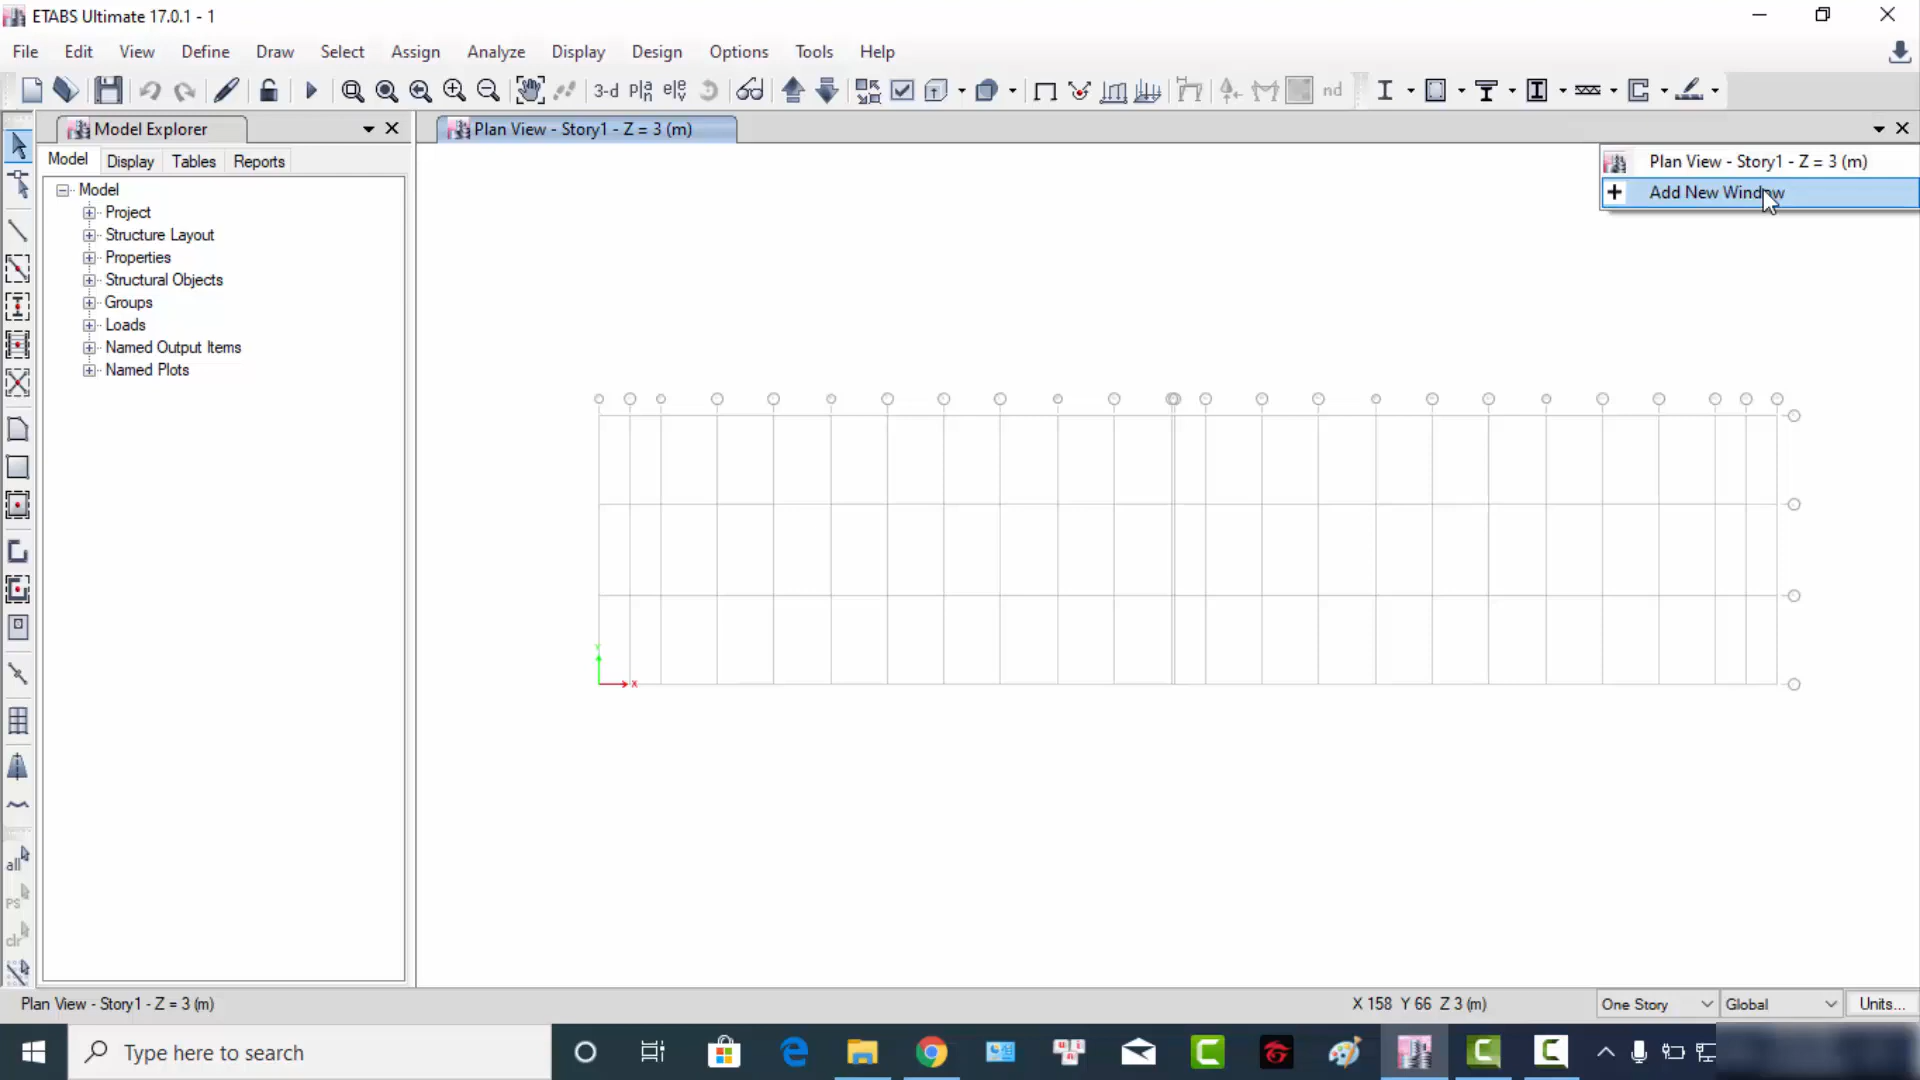 ETABS Ultimate 17.0.1 - 1
File Edit View Define Draw Select Assign Analyze Display Design Options Tools Help
3-d nd
Model Explorer
Plan View - Story1 - Z = 3 (m)
Model Display Tables Reports
Plan View - Story1 - Z = 3 (m)
Add New Window
Model
Project
Structure Layout
Properties
Structural Objects
Groups
Loads
Named Output Items
Named Plots
Y
X
all
ps
clr
Plan View - Story1 - Z = 3 (m)
X 158 Y 66 Z 3 (m)
One Story
Global
Units...
Type here to search